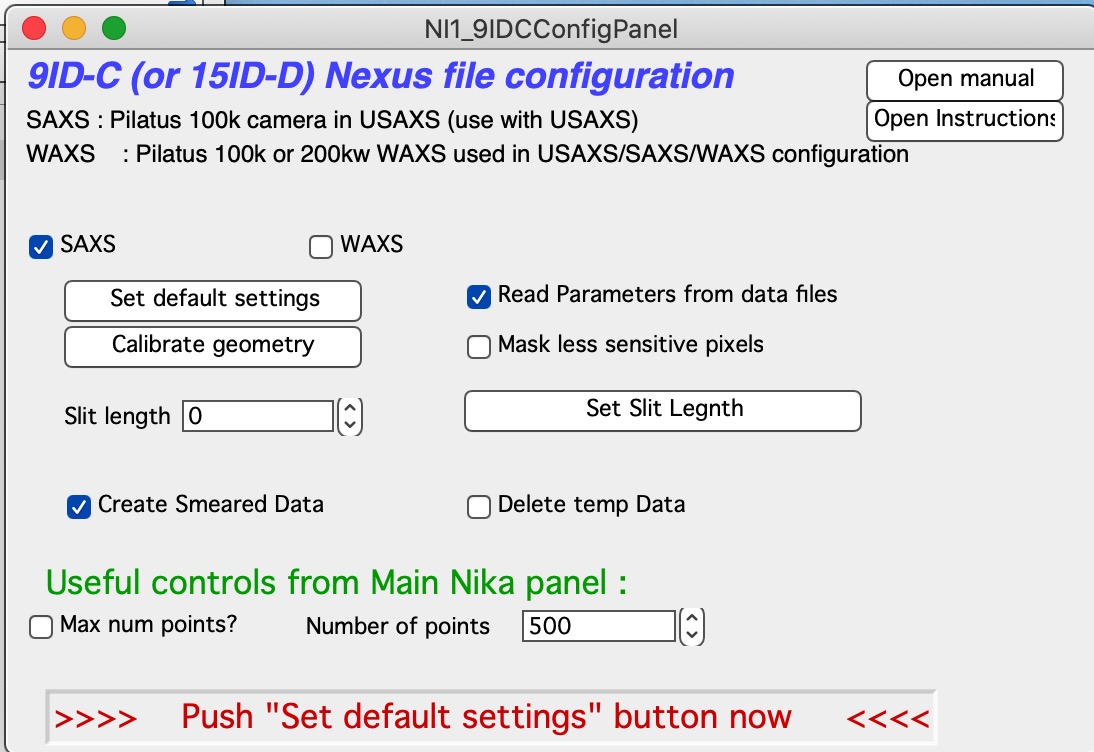 NI1_9IDCConfigPanel
9ID-C (or 15ID-D) Nexus file configuration
Open manual
SAXS : Pilatus 100k camera in USAXS (use with USAXS)
Open Instructions
WAXS : Pilatus 100k or 200kw WAXS used in USAXS/SAXS/WAXS configuration
SAXS WAXS
Set default settings Read Parameters from data files
Calibrate geometry Mask less sensitive pixels
Slit length 0 Set Slit Legnth
Create Smeared Data Delete temp Data
Useful controls from Main Nika panel :
Max num points? Number of points 500
>>>> Push "Set default settings" button now <<<<